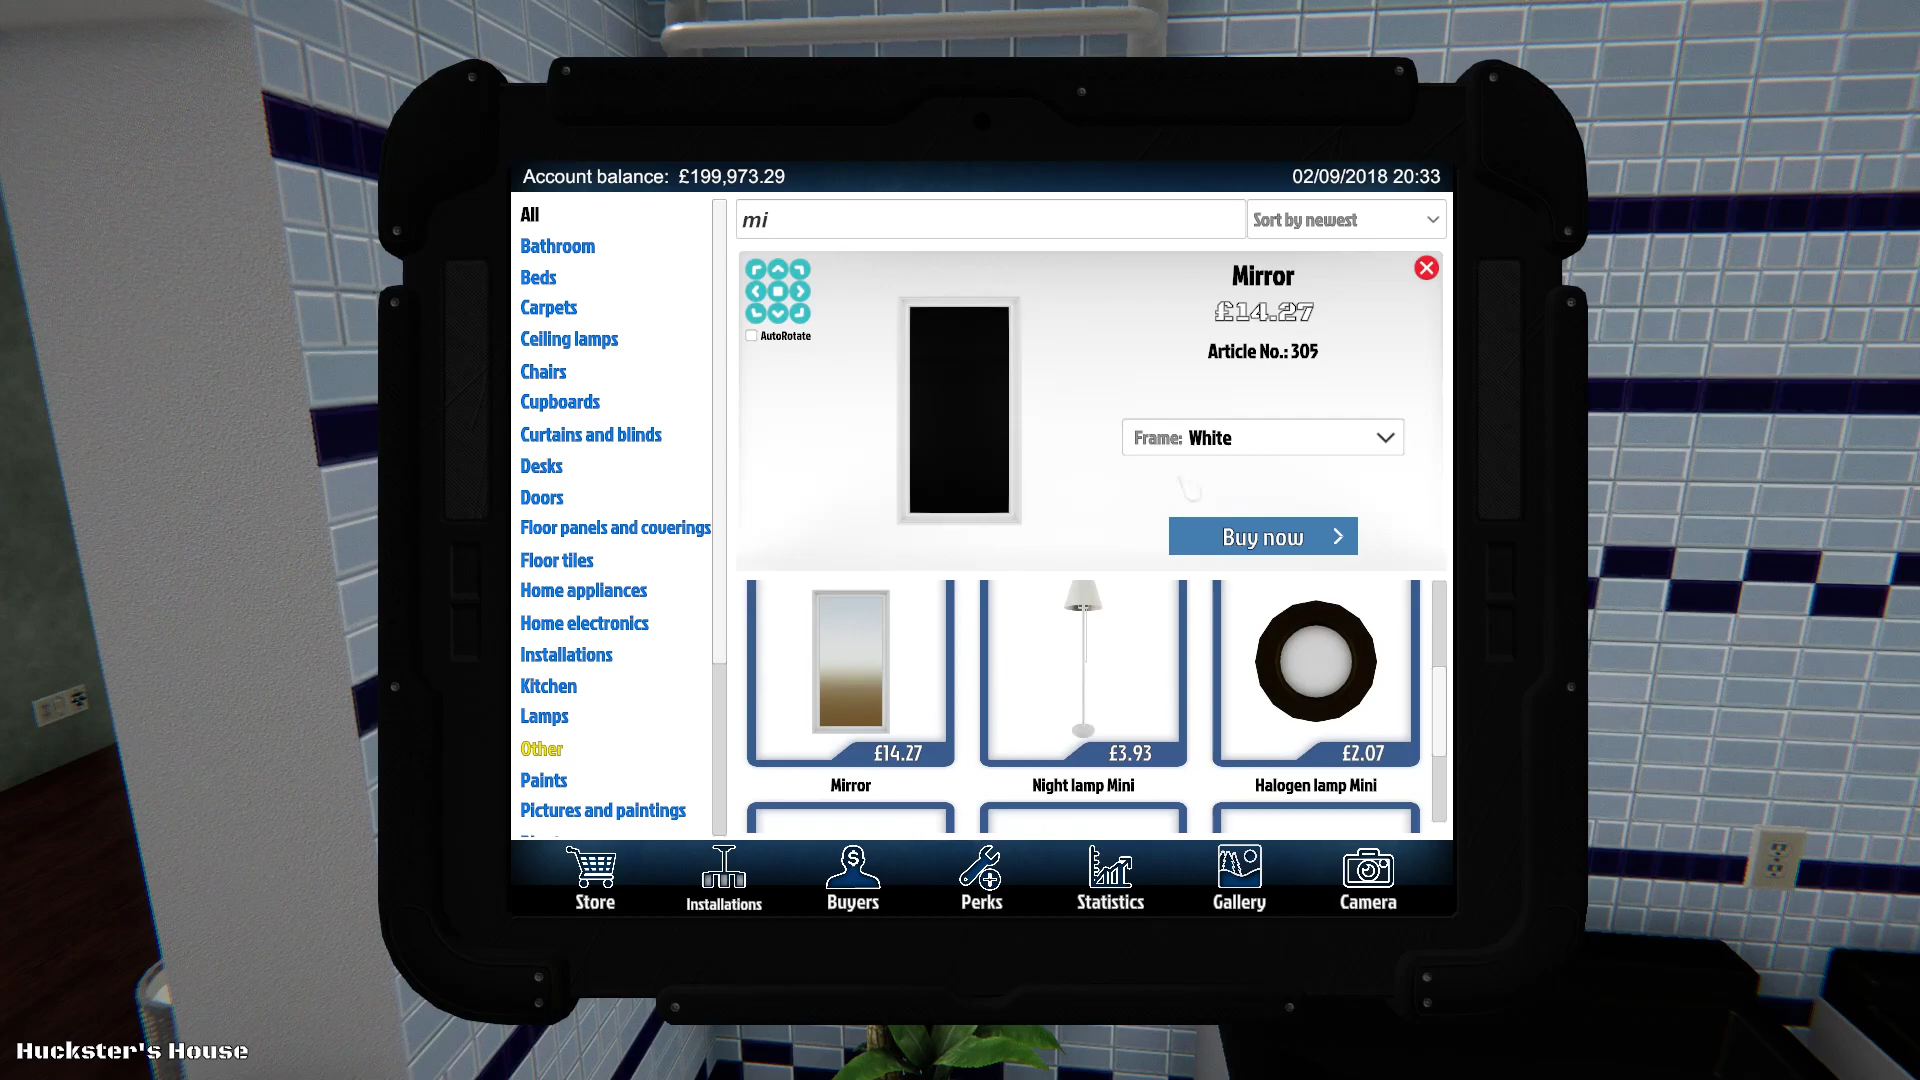 Account balance: £199,973.29
02/09/2018 20:33
All
Bathroom
Beds
Carpets
Ceiling lamps
Chairs
Cupboards
Curtains and blinds
Desks
Doors
Floor panels and coverings
Floor tiles
Home appliances
Home electronics
Installations
Kitchen
Lamps
Other
Paints
Pictures and paintings
mi
Sort by newest
AutoRotate
Mirror
£14.27
Article No.: 305
Frame: White
Buy now
£14.27
£3.93
£2.07
Mirror
Night lamp Mini
Halogen lamp Mini
Store
Installations
Buyers
Perks
Statistics
Gallery
Camera
Huckster's House